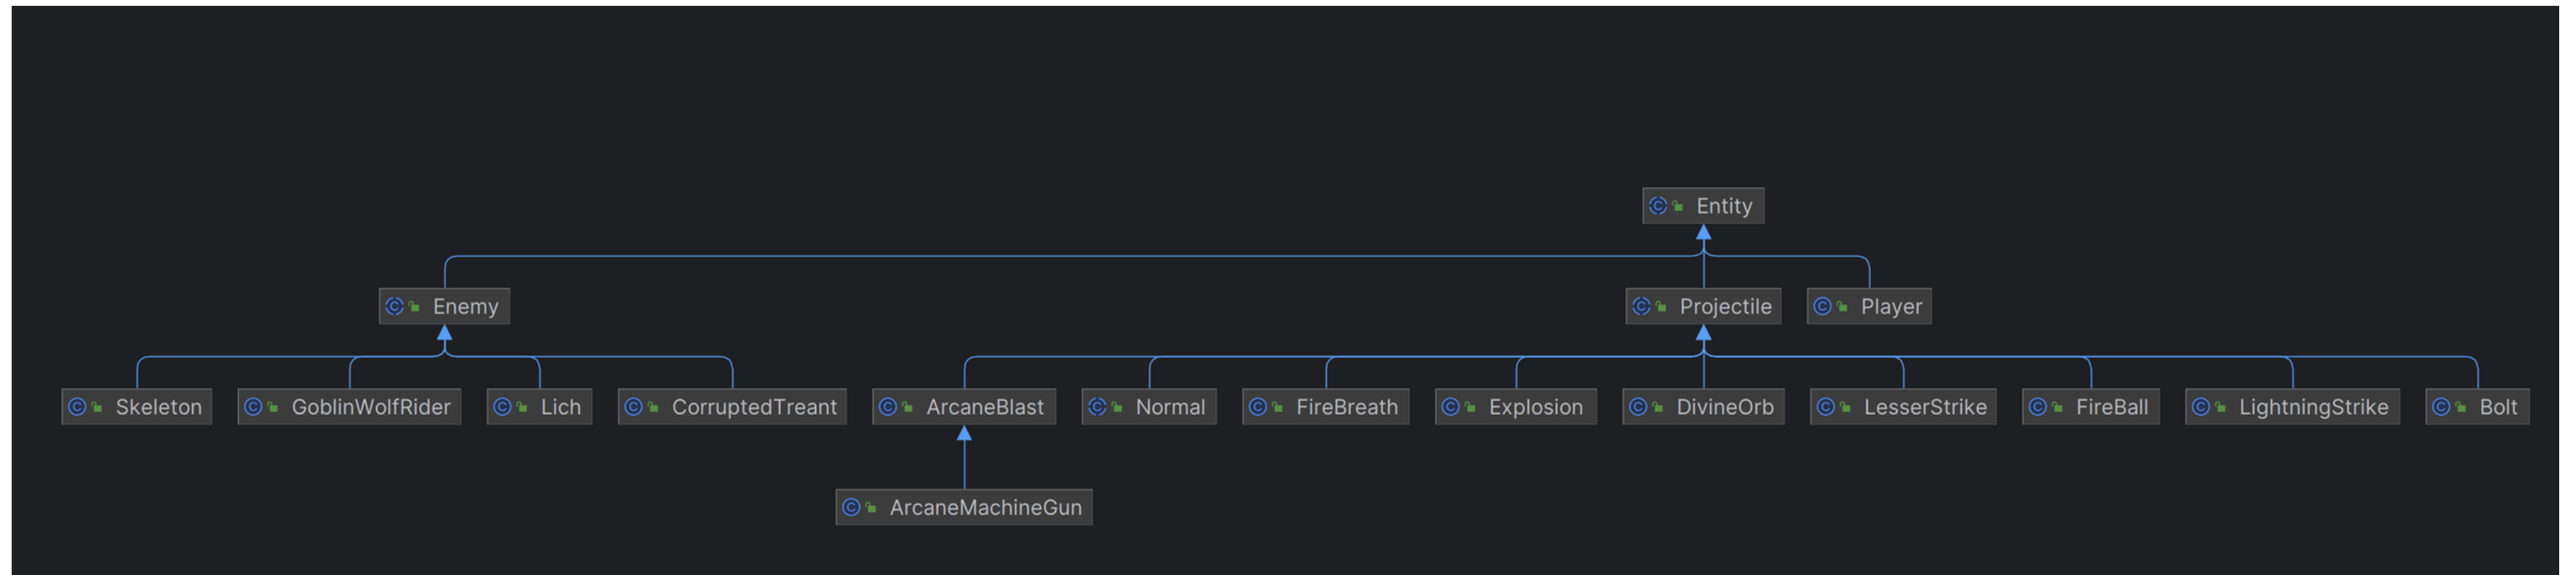 Entity
Enemy Projectile Player
Skeleton GoblinWolfRider Lich CorruptedTreant ArcaneBlast Normal FireBreath Explosion DivineOrb LesserStrike FireBall LightningStrike Bolt
ArcaneMachineGun